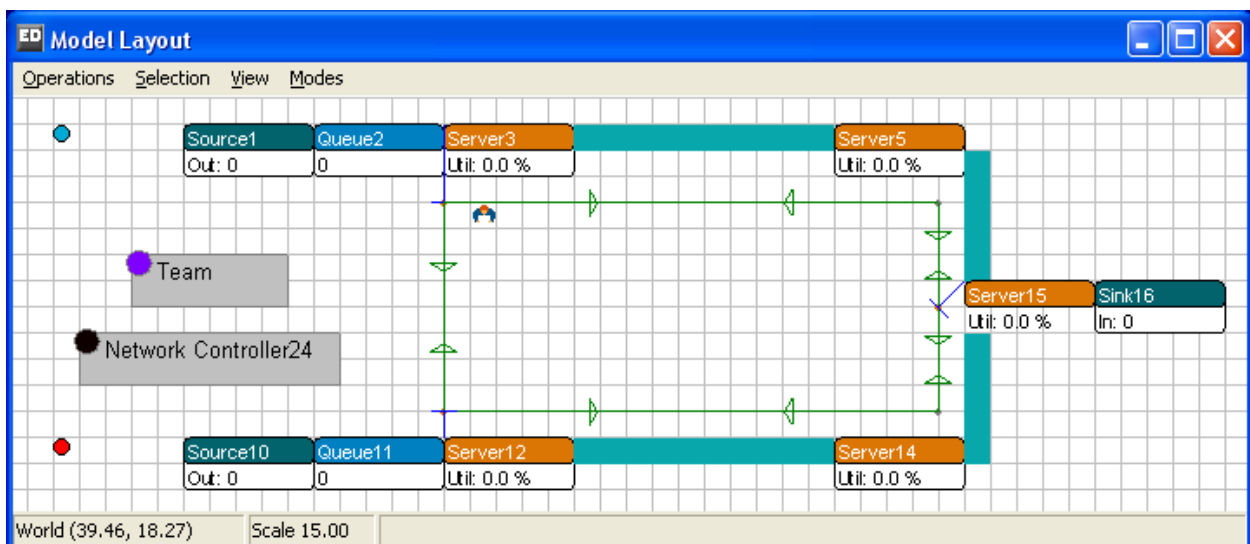 ED Model Layout
Operations Selection View Modes
Source1 Queue2 Server3 Server5
Out: 0 0 Util: 0.0 % Util: 0.0 %
Team
Server15 Sink16
Util: 0.0 % In: 0
Network Controller24
Source10 Queue11 Server12 Server14
Out: 0 0 Util: 0.0 % Util: 0.0 %
World (39.46, 18.27) Scale 15.00